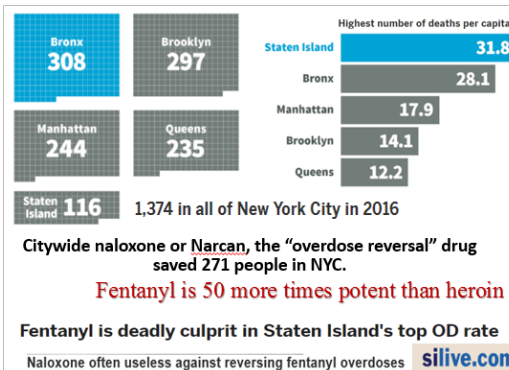 Highest number of deaths per capita
Bronx
308
Brooklyn
297
Manhattan
244
Queens
235
Staten Island 116
Staten Island 31.8
Bronx 28.1
Manhattan 17.9
Brooklyn 14.1
Queens 12.2
1,374 in all of New York City in 2016
Citywide naloxone or Narcan, the “overdose reversal” drug
saved 271 people in NYC.
Fentanyl is 50 more times potent than heroin
Fentanyl is deadly culprit in Staten Island's top OD rate
Naloxone often useless against reversing fentanyl overdoses
silive.com